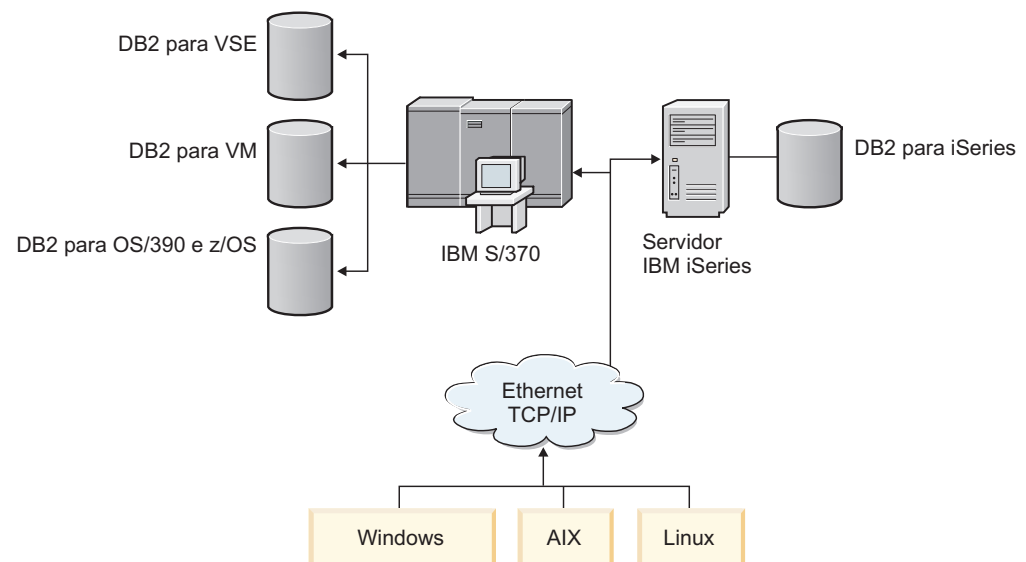 DB2 para VSE
DB2 para VM
DB2 para OS/390 e z/OS
IBM S/370
Servidor
IBM iSeries
DB2 para iSeries
Ethernet
TCP/IP
Windows
AIX
Linux